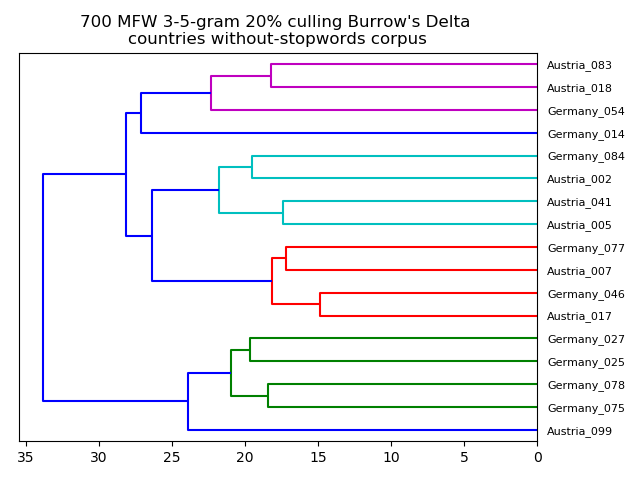 700 MFW 3-5-gram 20% culling Burrow's Delta
countries without-stopwords corpus
Austria_083
Austria_018
Germany_054
Germany_014
Germany_084
Austria_002
Austria_041
Austria_005
Germany_077
Austria_007
Germany_046
Austria_017
Germany_027
Germany_025
Germany_078
Germany_075
Austria_099
35 30 25 20 15 10 5 0